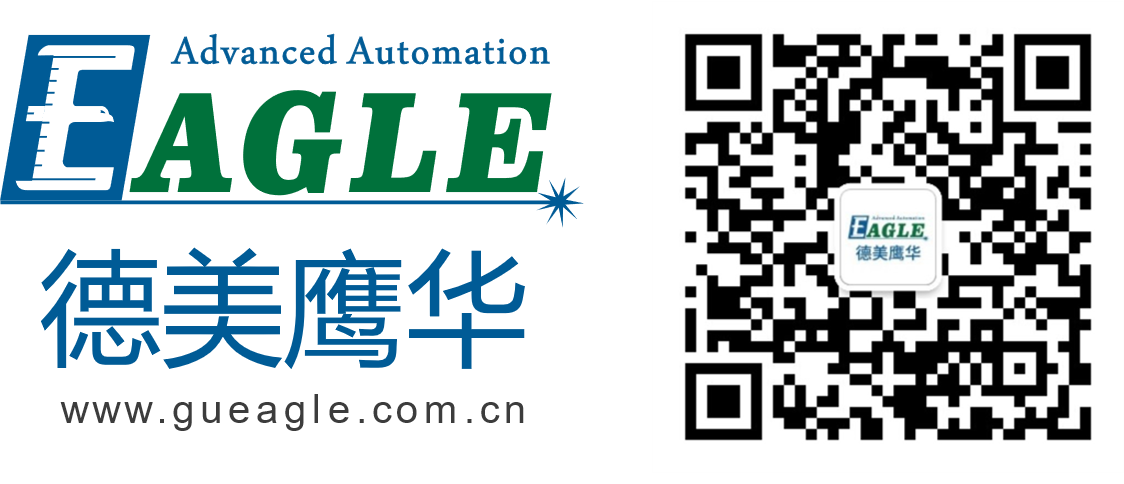 Advanced Automation
EAGLE
德美鹰华
www.gueagle.com.cn
Advanced Automation
EAGLE
德美鹰华